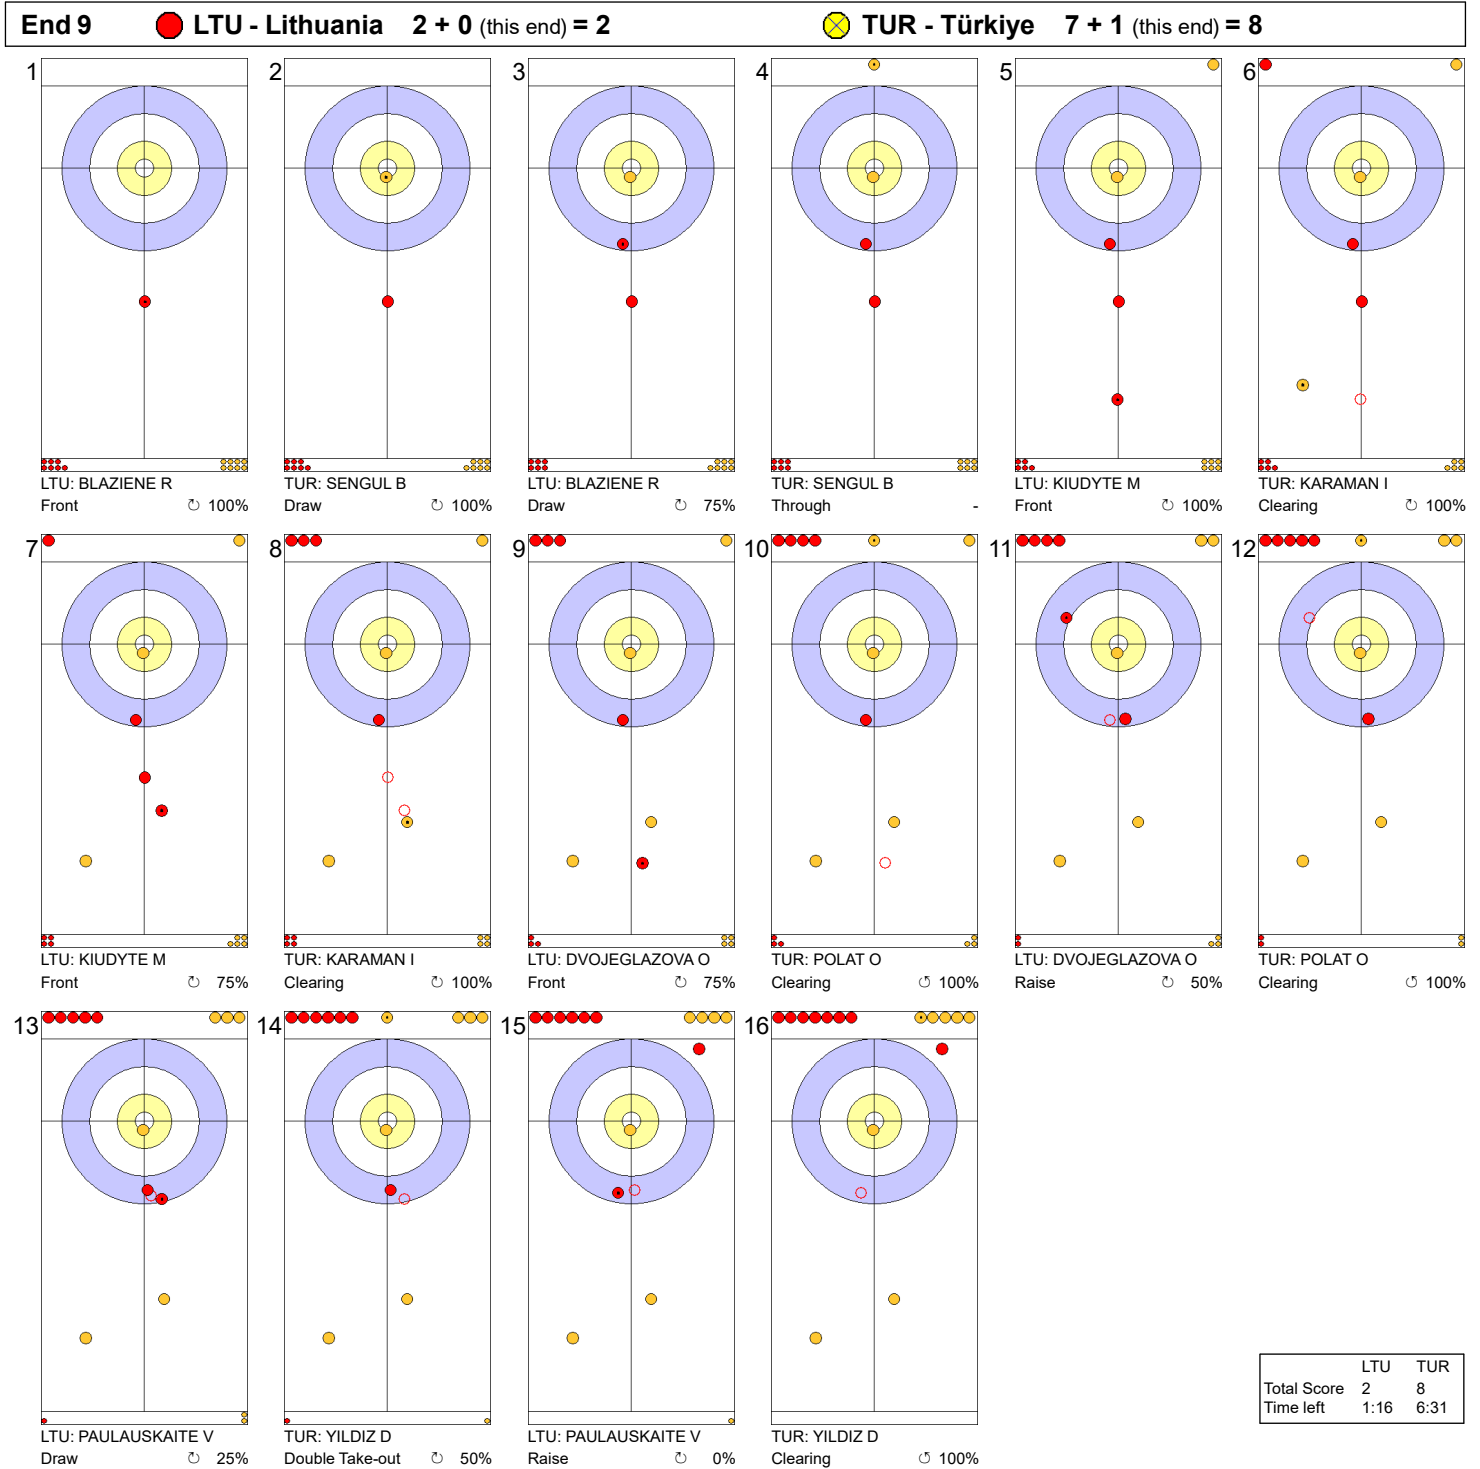 End 9 LTU - Lithuania 2 + 0 (this end) = 2 TUR - Türkiye 7 + 1 (this end) = 8
1 2 3 4 5 6
LTU: BLAZIENE R TUR: SENGUL B LTU: BLAZIENE R TUR: SENGUL B LTU: KIUDYTE M TUR: KARAMAN I
Front ↻ 100% Draw ↻ 100% Draw ↻ 75% Through - Front ↻ 100% Clearing ↻ 100%
7 8 9 10 11 12
LTU: KIUDYTE M TUR: KARAMAN I LTU: DVOJEGLAZOVA O TUR: POLAT O LTU: DVOJEGLAZOVA O TUR: POLAT O
Front ↻ 75% Clearing ↻ 100% Front ↻ 75% Clearing ↺ 100% Raise ↻ 50% Clearing ↻ 100%
13 14 15 16
LTU: PAULAUSKAITE V TUR: YILDIZ D LTU: PAULAUSKAITE V TUR: YILDIZ D
Draw ↻ 25% Double Take-out ↻ 50% Raise ↻ 0% Clearing ↺ 100%
LTU TUR
Total Score 2 8
Time left 1:16 6:31